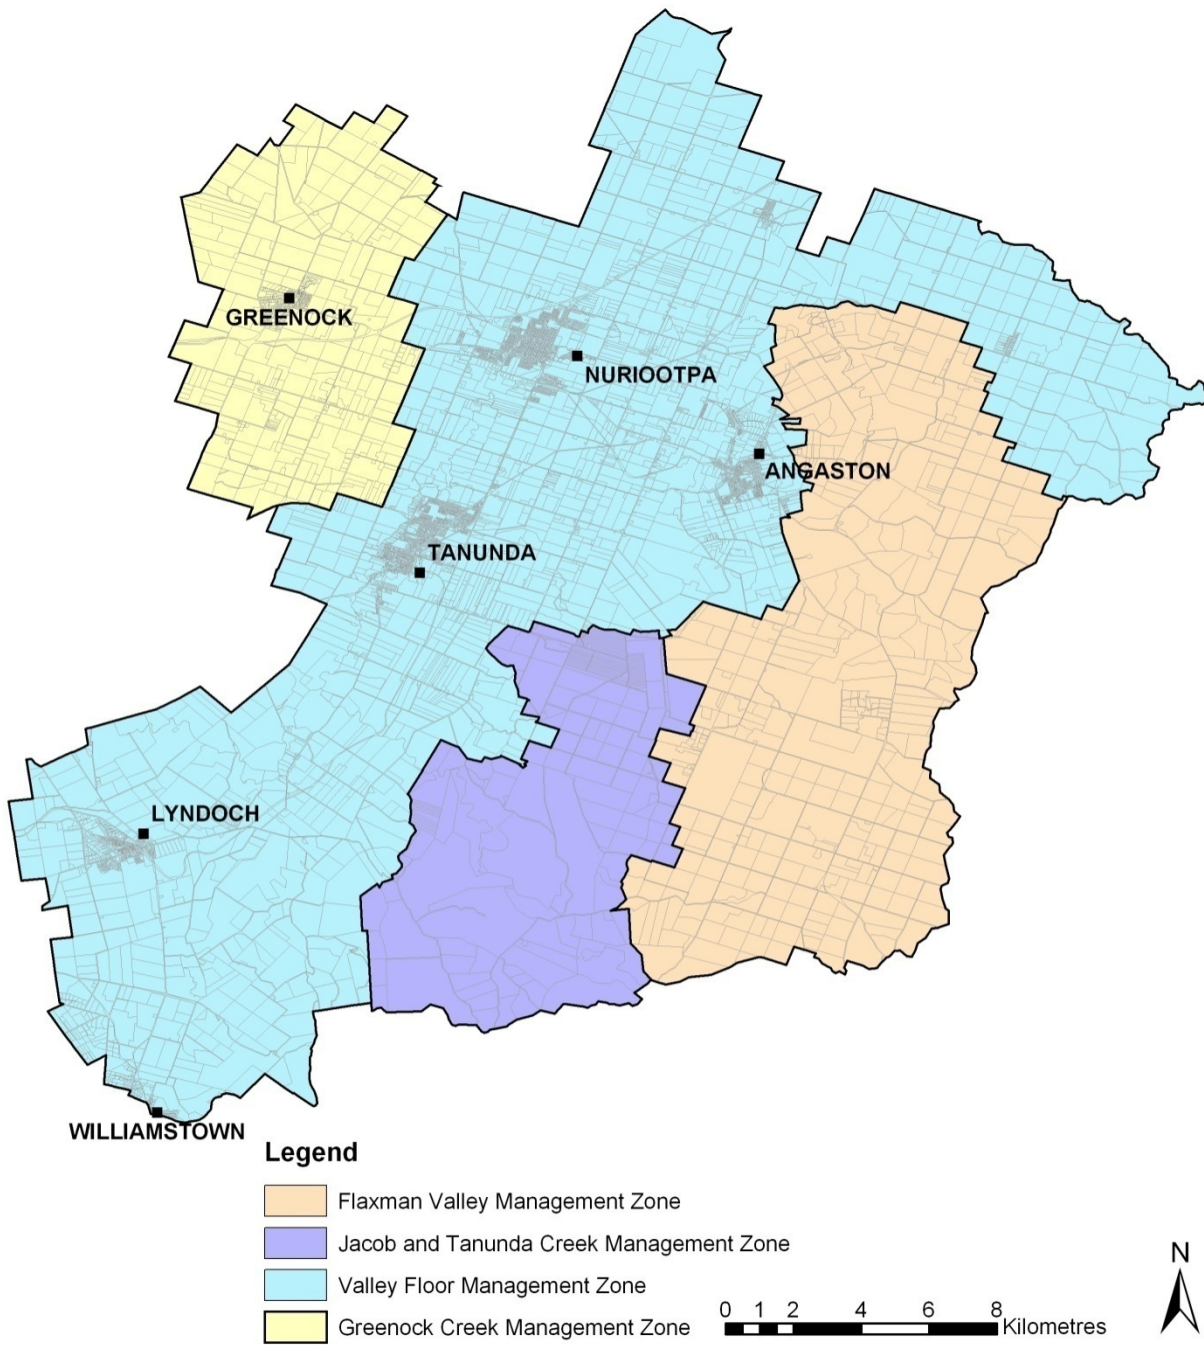 GREENOCK
NURIOOTPA
ANGASTON
TANUNDA
LYNDOCH
WILLIAMSTOWN
Legend
Flaxman Valley Management Zone
Jacob and Tanunda Creek Management Zone
Valley Floor Management Zone
Greenock Creek Management Zone
0 1 2 4 6 8
Kilometres
N